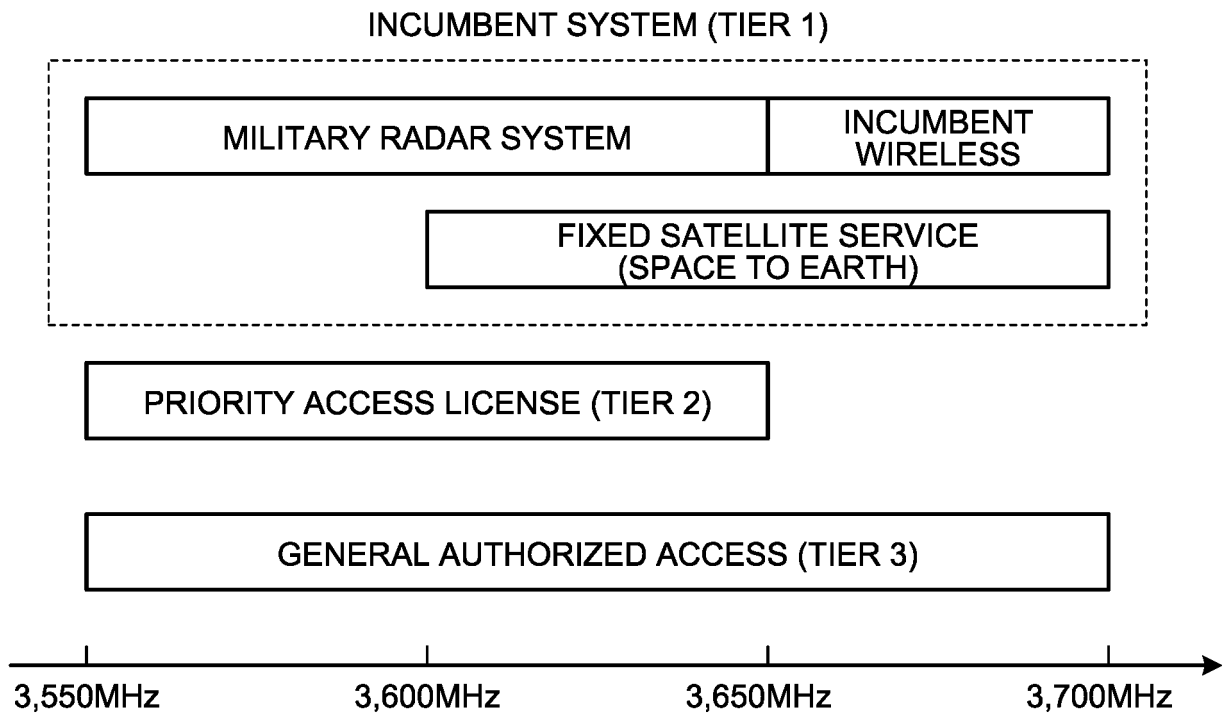 INCUMBENT SYSTEM (TIER 1)
MILITARY RADAR SYSTEM
INCUMBENT
WIRELESS
FIXED SATELLITE SERVICE
(SPACE TO EARTH)
PRIORITY ACCESS LICENSE (TIER 2)
GENERAL AUTHORIZED ACCESS (TIER 3)
3,550MHz
3,600MHz
3,650MHz
3,700MHz